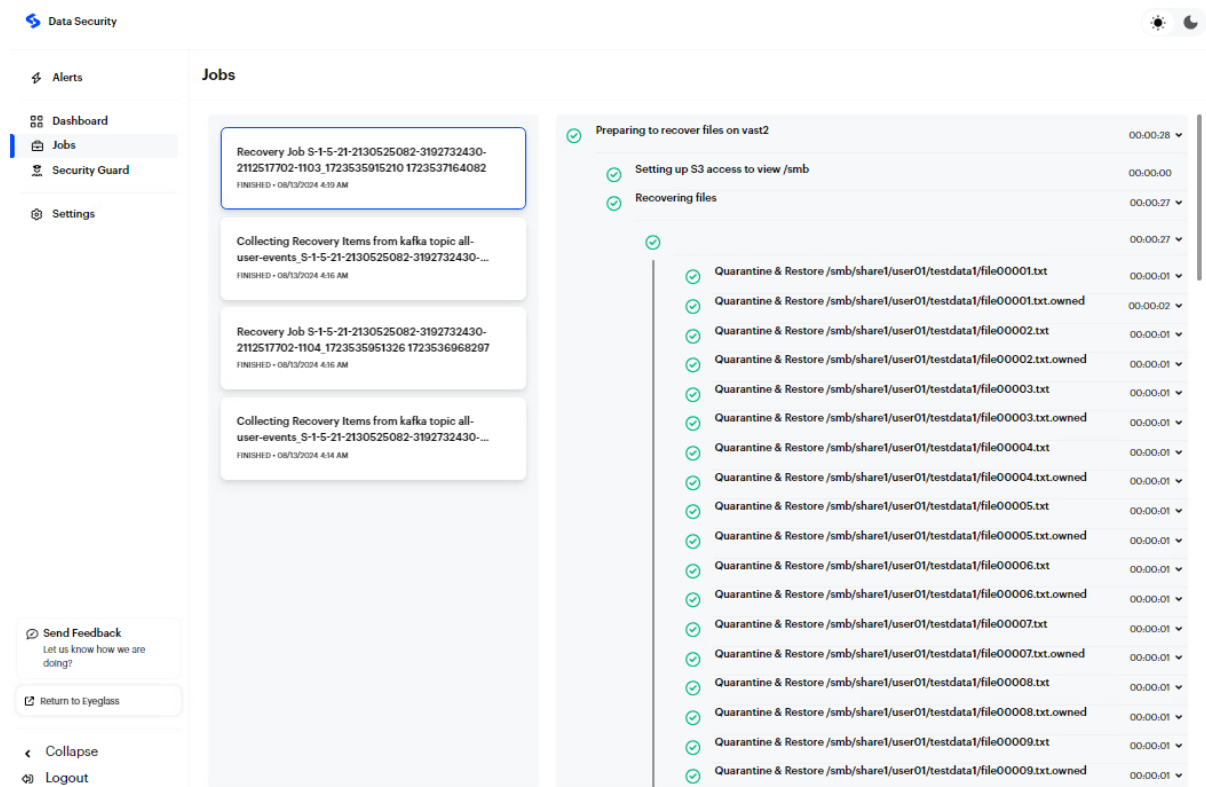 Data Security
Alerts
Dashboard
Jobs
Security Guard
Settings
Send Feedback
Let us know how we are
doing?
Return to Eyeglass
Collapse
Logout
Jobs
Recovery Job S-1-5-21-2130525082-3192732430-
2112517702-1103_1723535915210 1723537164082
FINISHED • 08/13/2024 4:19 AM
Collecting Recovery Items from kafka topic all-
user-events_S-1-5-21-2130525082-3192732430-...
FINISHED • 08/13/2024 4:16 AM
Recovery Job S-1-5-21-2130525082-3192732430-
2112517702-1104_1723535951326 1723536968297
FINISHED • 08/13/2024 4:16 AM
Collecting Recovery Items from kafka topic all-
user-events_S-1-5-21-2130525082-3192732430-...
FINISHED • 08/13/2024 4:14 AM
Preparing to recover files on vast2 00:00:28
Setting up S3 access to view /smb 00:00:00
Recovering files 00:00:27
00:00:27
Quarantine & Restore /smb/share1/user01/testdata1/file00001.txt 00:00:01
Quarantine & Restore /smb/share1/user01/testdata1/file00001.txt.owned 00:00:02
Quarantine & Restore /smb/share1/user01/testdata1/file00002.txt 00:00:01
Quarantine & Restore /smb/share1/user01/testdata1/file00002.txt.owned 00:00:01
Quarantine & Restore /smb/share1/user01/testdata1/file00003.txt 00:00:01
Quarantine & Restore /smb/share1/user01/testdata1/file00003.txt.owned 00:00:01
Quarantine & Restore /smb/share1/user01/testdata1/file00004.txt 00:00:01
Quarantine & Restore /smb/share1/user01/testdata1/file00004.txt.owned 00:00:01
Quarantine & Restore /smb/share1/user01/testdata1/file00005.txt 00:00:01
Quarantine & Restore /smb/share1/user01/testdata1/file00005.txt.owned 00:00:01
Quarantine & Restore /smb/share1/user01/testdata1/file00006.txt 00:00:01
Quarantine & Restore /smb/share1/user01/testdata1/file00006.txt.owned 00:00:01
Quarantine & Restore /smb/share1/user01/testdata1/file00007.txt 00:00:01
Quarantine & Restore /smb/share1/user01/testdata1/file00007.txt.owned 00:00:01
Quarantine & Restore /smb/share1/user01/testdata1/file00008.txt 00:00:01
Quarantine & Restore /smb/share1/user01/testdata1/file00008.txt.owned 00:00:01
Quarantine & Restore /smb/share1/user01/testdata1/file00009.txt 00:00:01
Quarantine & Restore /smb/share1/user01/testdata1/file00009.txt.owned 00:00:01